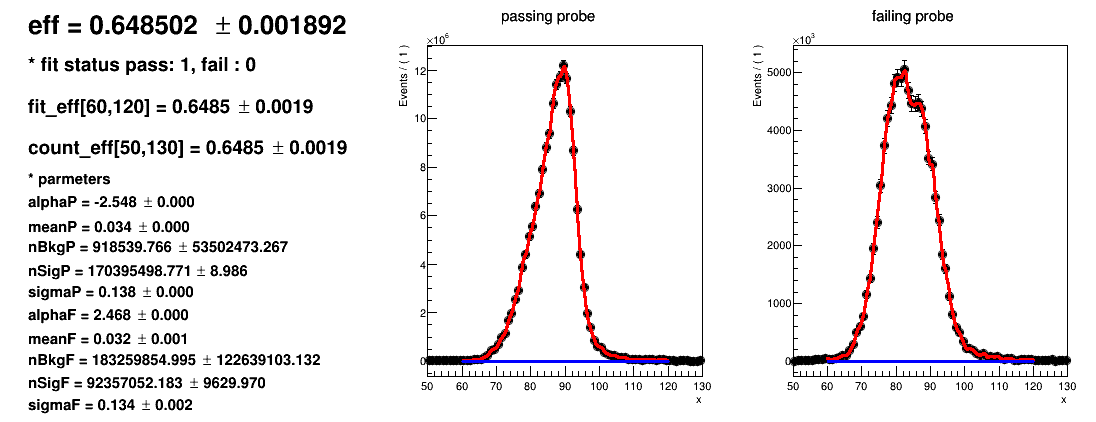 eff = 0.648502 ± 0.001892
* fit status pass: 1, fail : 0
fit_eff[60,120] = 0.6485 ± 0.0019
count_eff[50,130] = 0.6485 ± 0.0019
* parmeters
alphaP = -2.548 ± 0.000
meanP = 0.034 ± 0.000
nBkgP = 918539.766 ± 53502473.267
nSigP = 170395498.771 ± 8.986
sigmaP = 0.138 ± 0.000
alphaF = 2.468 ± 0.000
meanF = 0.032 ± 0.001
nBkgF = 183259854.995 ± 122639103.132
nSigF = 92357052.183 ± 9629.970
sigmaF = 0.134 ± 0.002
passing probe
×10⁶
Events / ( 1 )
12
10
8
6
4
2
0
50 60 70 80 90 100 110 120 130
x
failing probe
×10³
Events / ( 1 )
5000
4000
3000
2000
1000
0
50 60 70 80 90 100 110 120 130
x